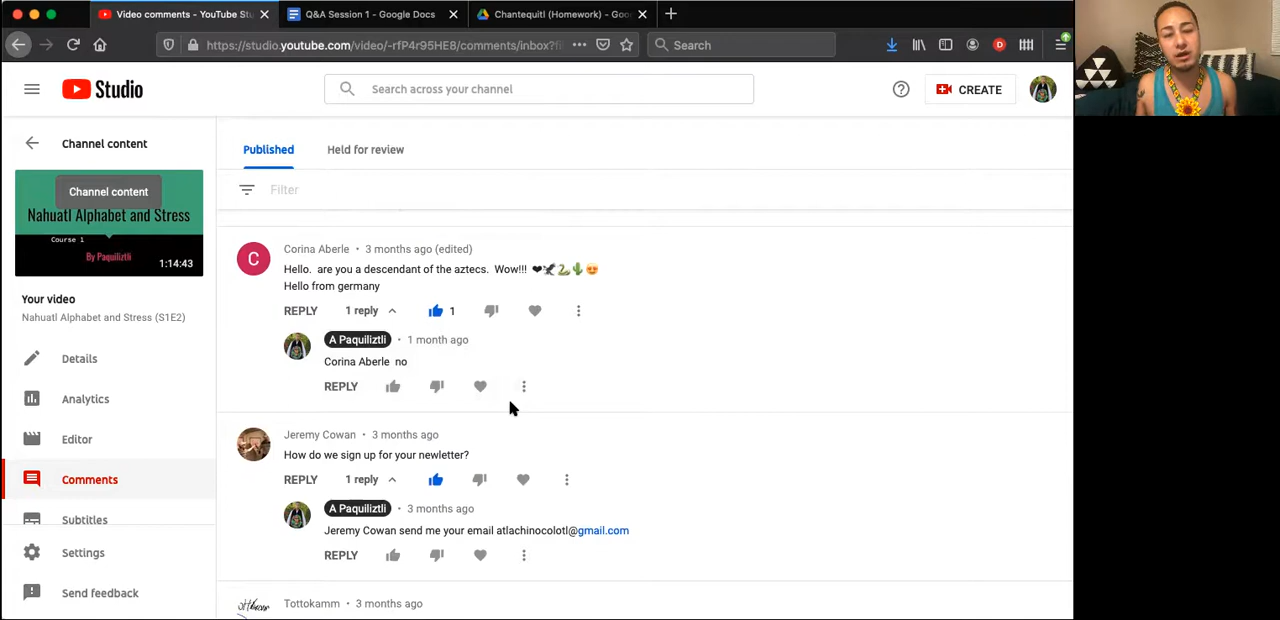 Video comments - YouTube Stu
Q&A Session 1 - Google Docs
Chantequitl (Homework) - Goo
https://studio.youtube.com/video/-rfP4r95HE8/comments/inbox?fi
Search
D
Studio
Search across your channel
CREATE
Channel content
Published
Held for review
Filter
Channel content
Nahuatl Alphabet and Stress
Course 1
By Paquiliztli
1:14:43
Your video
Nahuatl Alphabet and Stress (S1E2)
Details
Analytics
Editor
Comments
Subtitles
Settings
Send feedback
C
Corina Aberle • 3 months ago (edited)
Hello. are you a descendant of the aztecs. Wow!!! ❤🦅🐍🌵😍
Hello from germany
REPLY 1 reply 1
A Paquiliztli • 1 month ago
Corina Aberle no
REPLY
Jeremy Cowan • 3 months ago
How do we sign up for your newletter?
REPLY 1 reply
A Paquiliztli • 3 months ago
Jeremy Cowan send me your email atlachinocolotl@gmail.com
REPLY
Tottokamm • 3 months ago